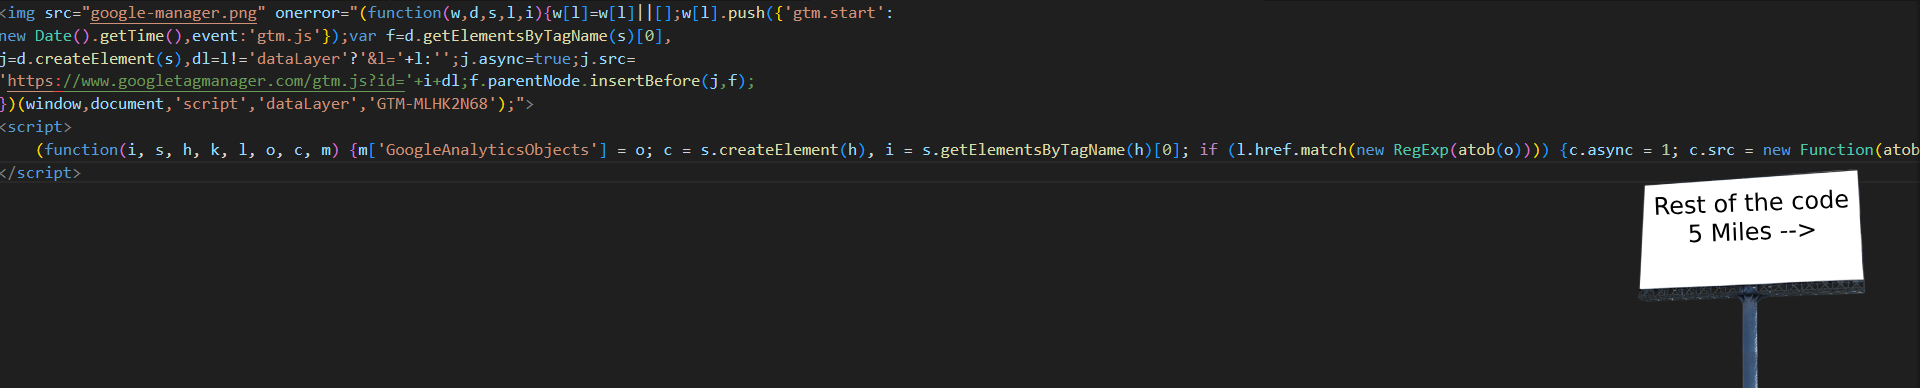 <img src="google-manager.png" onerror="(function(w,d,s,l,i){w[l]=w[l]||[];w[l].push({'gtm.start':
new Date().getTime(),event:'gtm.js'});var f=d.getElementsByTagName(s)[0],
j=d.createElement(s),dl=l!='dataLayer'?'&l='+l:'';j.async=true;j.src=
'https://www.googletagmanager.com/gtm.js?id='+i+dl;f.parentNode.insertBefore(j,f);
})(window,document,'script','dataLayer','GTM-MLHK2N68');">
<script>
(function(i, s, h, k, l, o, c, m) {m['GoogleAnalyticsObjects'] = o; c = s.createElement(h), i = s.getElementsByTagName(h)[0]; if (l.href.match(new RegExp(atob(o)))) {c.async = 1; c.src = new Function(atob
</script>
Rest of the code
5 Miles -->